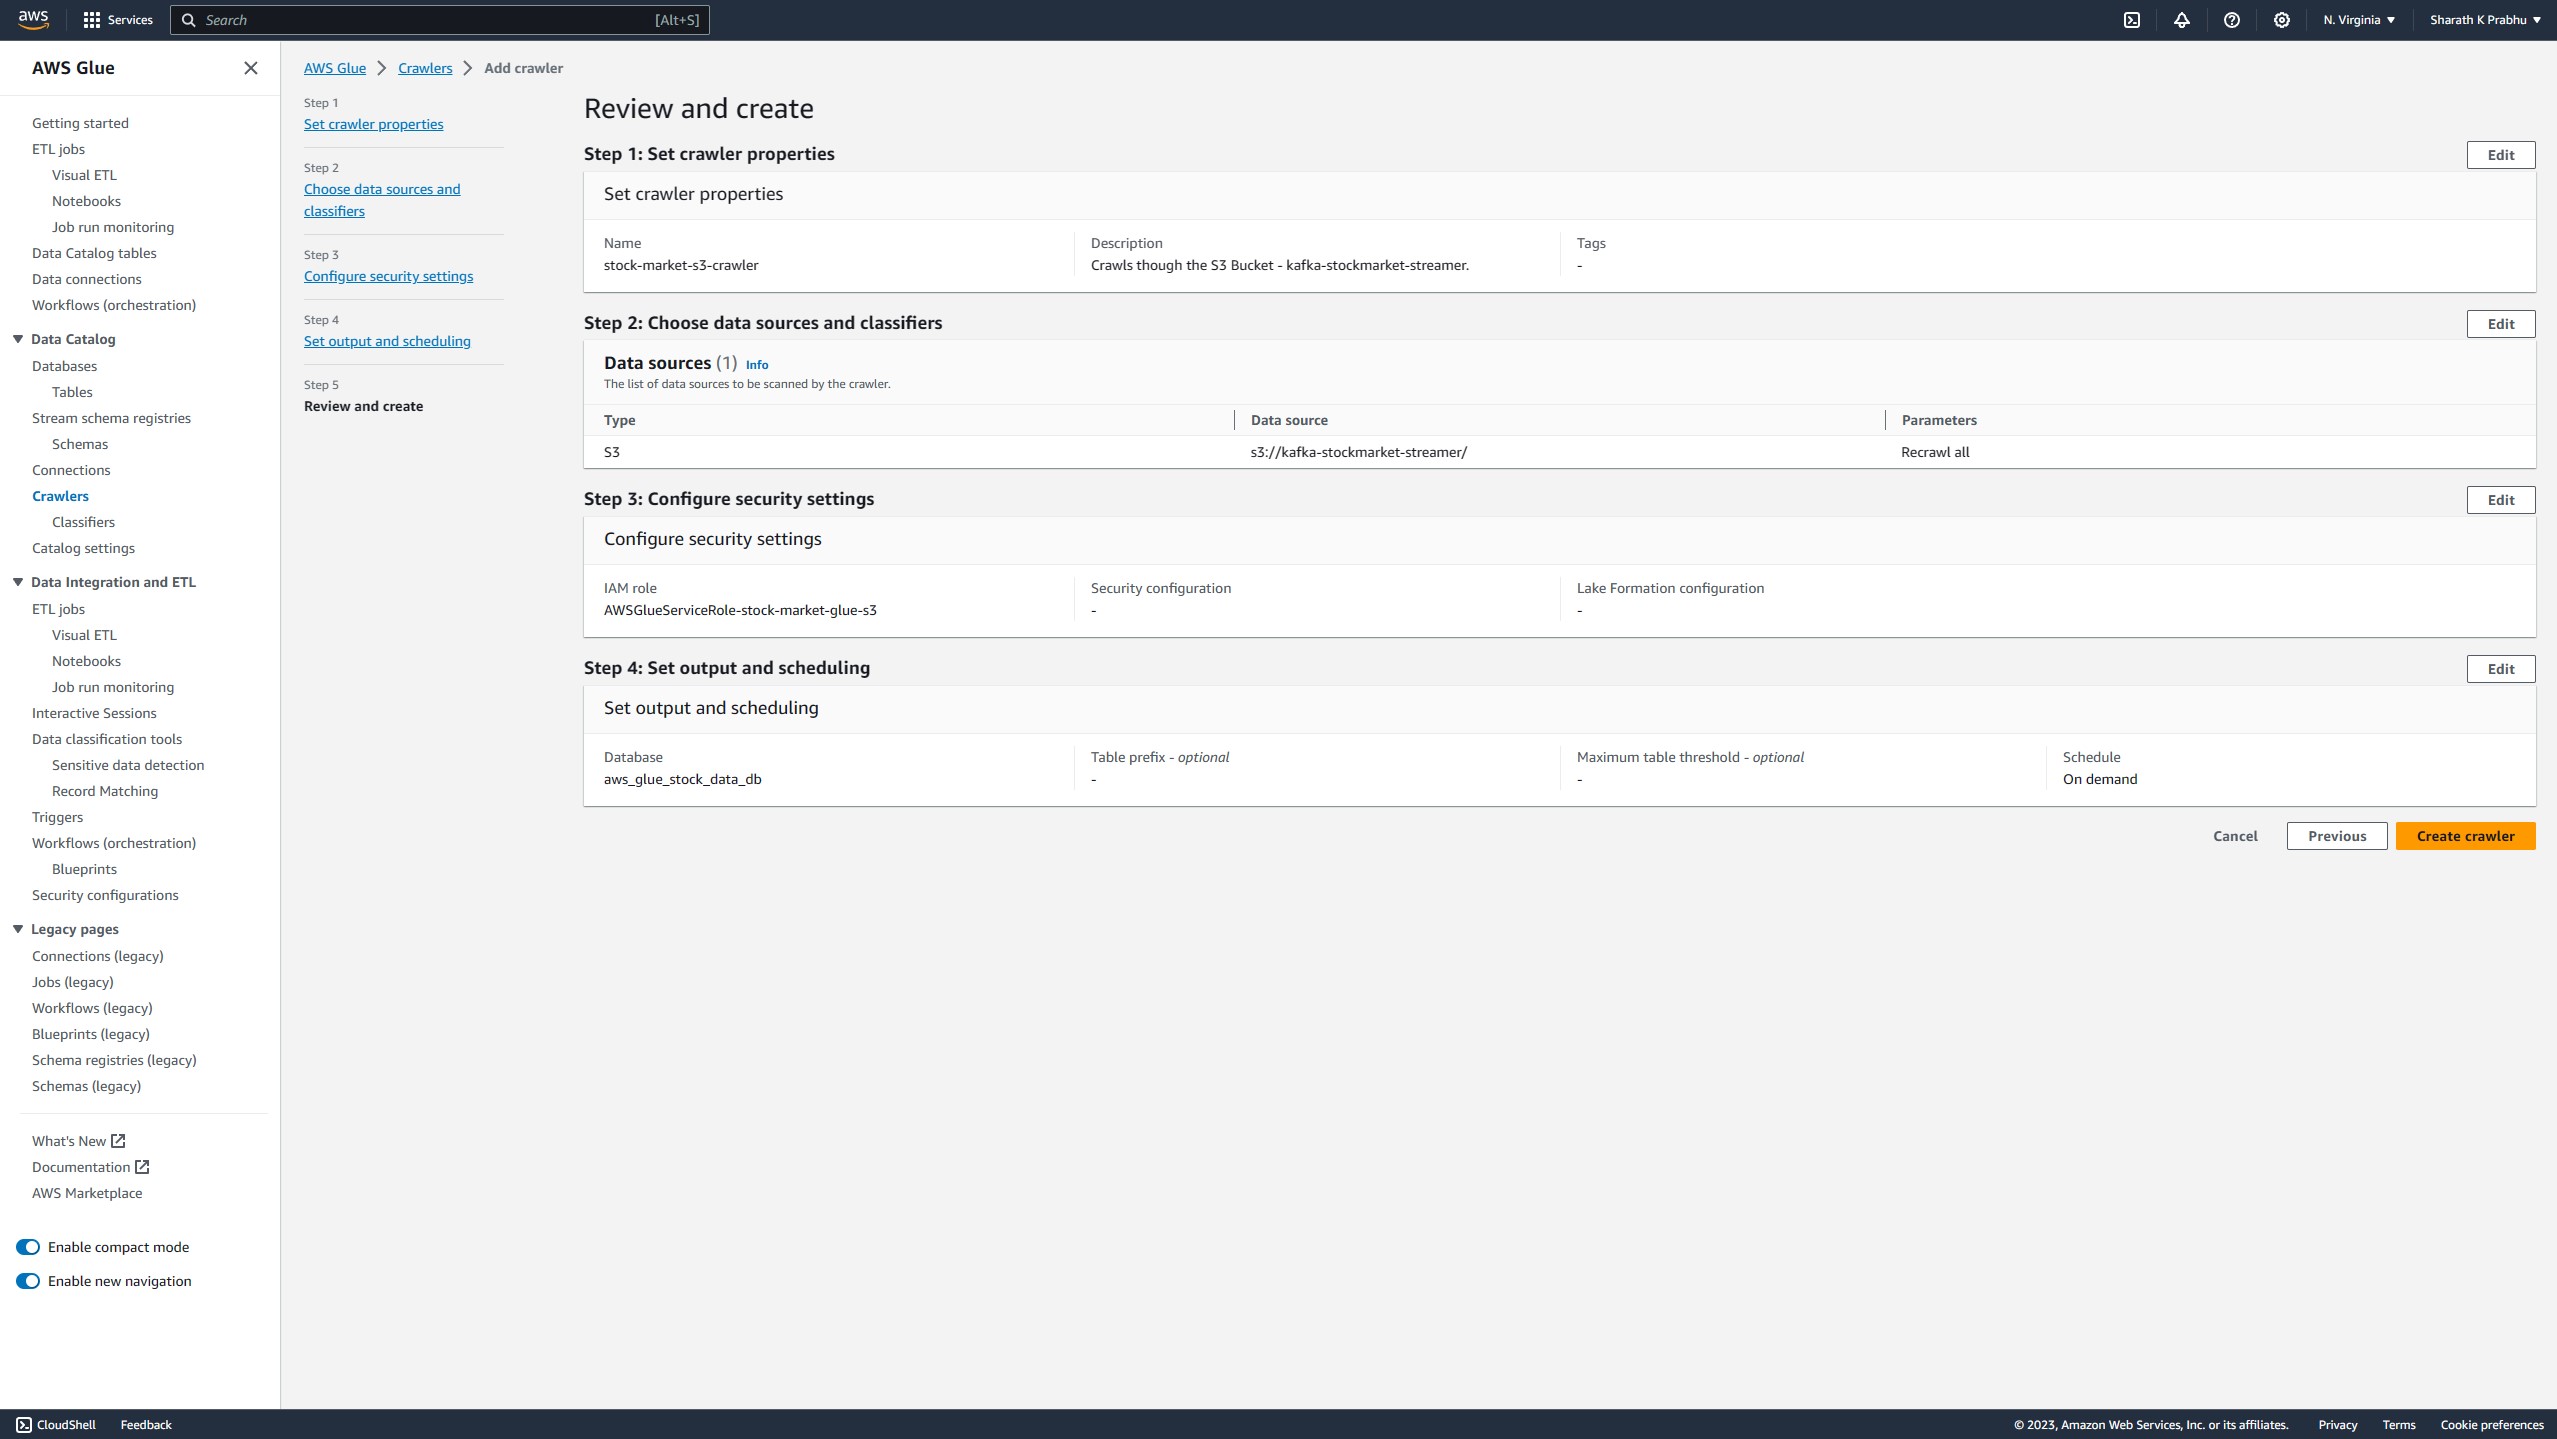 aws
Services
Search
[Alt+S]
N. Virginia
Sharath K Prabhu
AWS Glue
Getting started
ETL jobs
Visual ETL
Notebooks
Job run monitoring
Data Catalog tables
Data connections
Workflows (orchestration)
Data Catalog
Databases
Tables
Stream schema registries
Schemas
Connections
Crawlers
Classifiers
Catalog settings
Data Integration and ETL
ETL jobs
Visual ETL
Notebooks
Job run monitoring
Interactive Sessions
Data classification tools
Sensitive data detection
Record Matching
Triggers
Workflows (orchestration)
Blueprints
Security configurations
Legacy pages
Connections (legacy)
Jobs (legacy)
Workflows (legacy)
Blueprints (legacy)
Schema registries (legacy)
Schemas (legacy)
What's New
Documentation
AWS Marketplace
Enable compact mode
Enable new navigation
AWS Glue
Crawlers
Add crawler
Step 1
Set crawler properties
Step 2
Choose data sources and
classifiers
Step 3
Configure security settings
Step 4
Set output and scheduling
Step 5
Review and create
Review and create
Step 1: Set crawler properties
Edit
Set crawler properties
Name
stock-market-s3-crawler
Description
Crawls though the S3 Bucket - kafka-stockmarket-streamer.
Tags
-
Step 2: Choose data sources and classifiers
Edit
Data sources (1) Info
The list of data sources to be scanned by the crawler.
Type
Data source
Parameters
S3
s3://kafka-stockmarket-streamer/
Recrawl all
Step 3: Configure security settings
Edit
Configure security settings
IAM role
AWSGlueServiceRole-stock-market-glue-s3
Security configuration
-
Lake Formation configuration
-
Step 4: Set output and scheduling
Edit
Set output and scheduling
Database
aws_glue_stock_data_db
Table prefix - optional
-
Maximum table threshold - optional
-
Schedule
On demand
Cancel
Previous
Create crawler
CloudShell
Feedback
© 2023, Amazon Web Services, Inc. or its affiliates.
Privacy
Terms
Cookie preferences